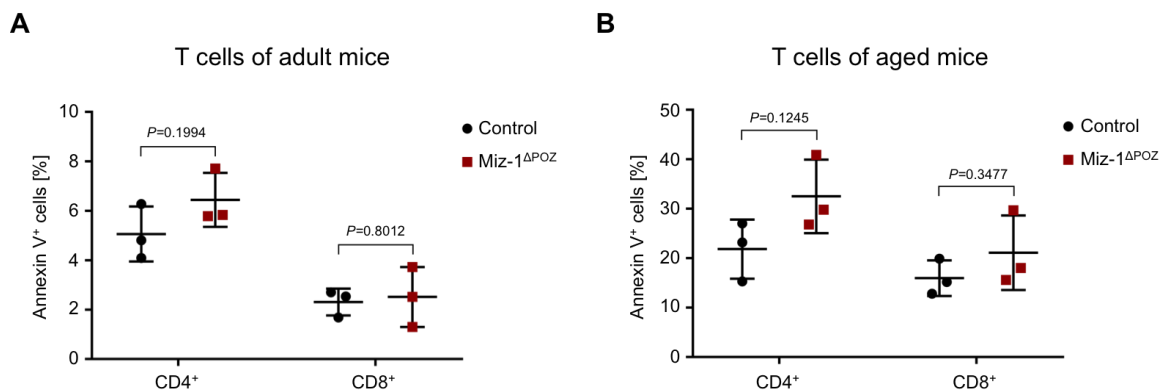 A
T cells of adult mice
10
8
6
4
2
0
Annexin V⁺ cells [%]
P=0.1994
P=0.8012
CD4⁺
CD8⁺
Control
Miz-1ΔPOZ
B
T cells of aged mice
50
40
30
20
10
0
Annexin V⁺ cells [%]
P=0.1245
P=0.3477
CD4⁺
CD8⁺
Control
Miz-1ΔPOZ